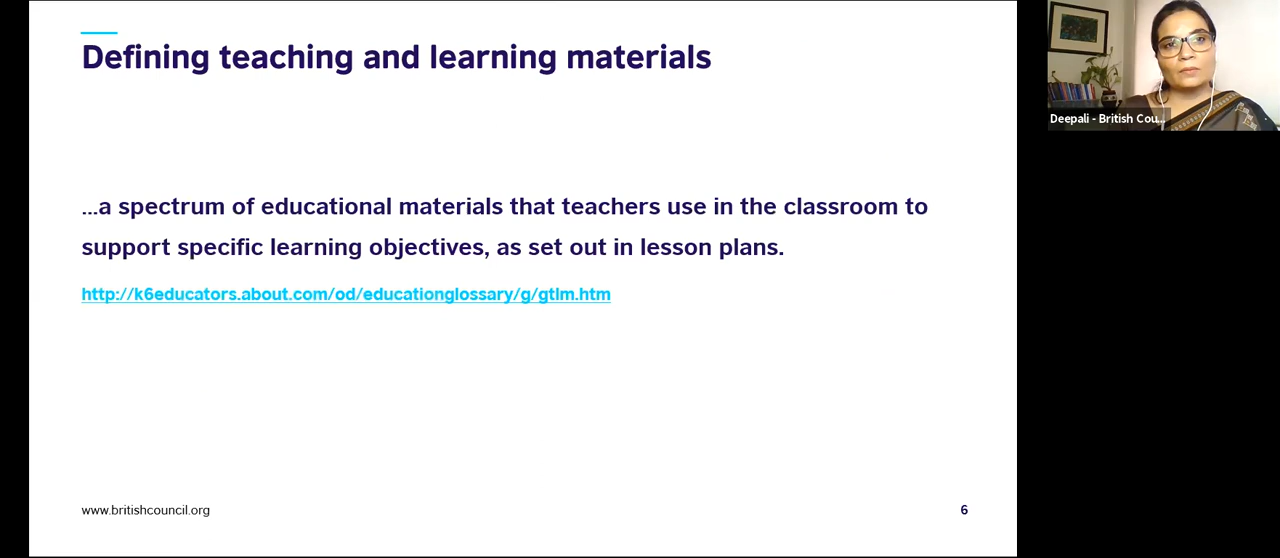 Defining teaching and learning materials
...a spectrum of educational materials that teachers use in the classroom to
support specific learning objectives, as set out in lesson plans.
http://k6educators.about.com/od/educationglossary/g/gtlm.htm
www.britishcouncil.org
6
Deepali - British Cou...